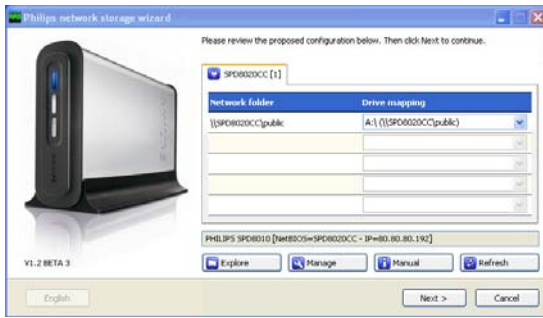 Philips network storage wizard
Please review the proposed configuration below. Then click Next to continue.
SPD8020CC [1]
Network folder Drive mapping
\\SPD8020CC\public A:\ (\\SPD8020CC\public)
PHILIPS SPD8010 [NetBIOS=SPD8020CC - IP=80.80.80.192]
V1.2 BETA 3
Explore Manage Manual Refresh
English Next > Cancel